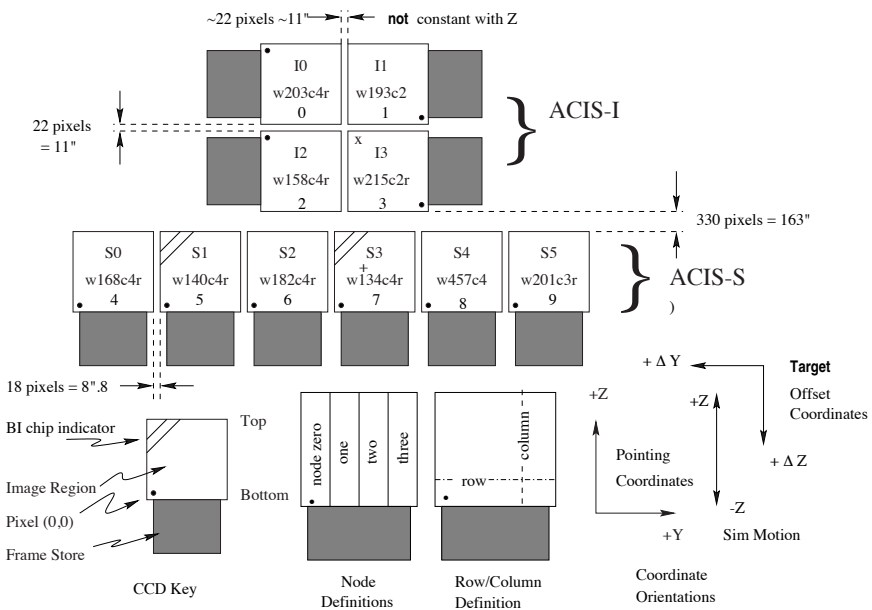 ~22 pixels ~11" not constant with Z
I0
w203c4r
0
I1
w193c2
1
ACIS-I
22 pixels
= 11"
I2
w158c4r
2
x
I3
w215c2r
3
330 pixels = 163"
S0
w168c4r
4
S1
w140c4r
5
S2
w182c4r
6
S3
+
w134c4r
7
S4
w457c4
8
S5
w201c3r
9
ACIS-S
)
18 pixels = 8".8
BI chip indicator
Image Region
Pixel (0,0)
Frame Store
CCD Key
Top
Bottom
node zero
one
two
three
Node
Definitions
column
row
Row/Column
Definition
+Z
Pointing
Coordinates
+Y
+ Δ Y
Target
Offset
Coordinates
+Z
+ Δ Z
-Z
Sim Motion
Coordinate
Orientations